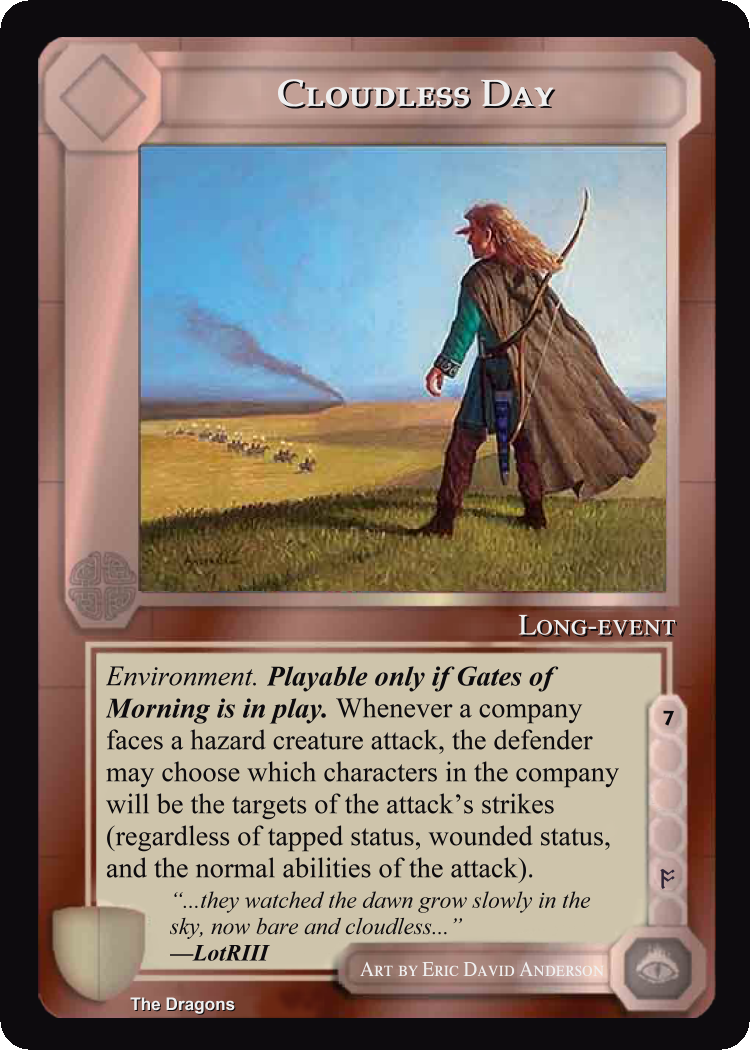 Cloudless Day
Long-event
Environment. Playable only if Gates of
Morning is in play. Whenever a company
faces a hazard creature attack, the defender
may choose which characters in the company
will be the targets of the attack's strikes
(regardless of tapped status, wounded status,
and the normal abilities of the attack).
7
"...they watched the dawn grow slowly in the
sky, now bare and cloudless..."
—LotRIII
Art by Eric David Anderson
The Dragons